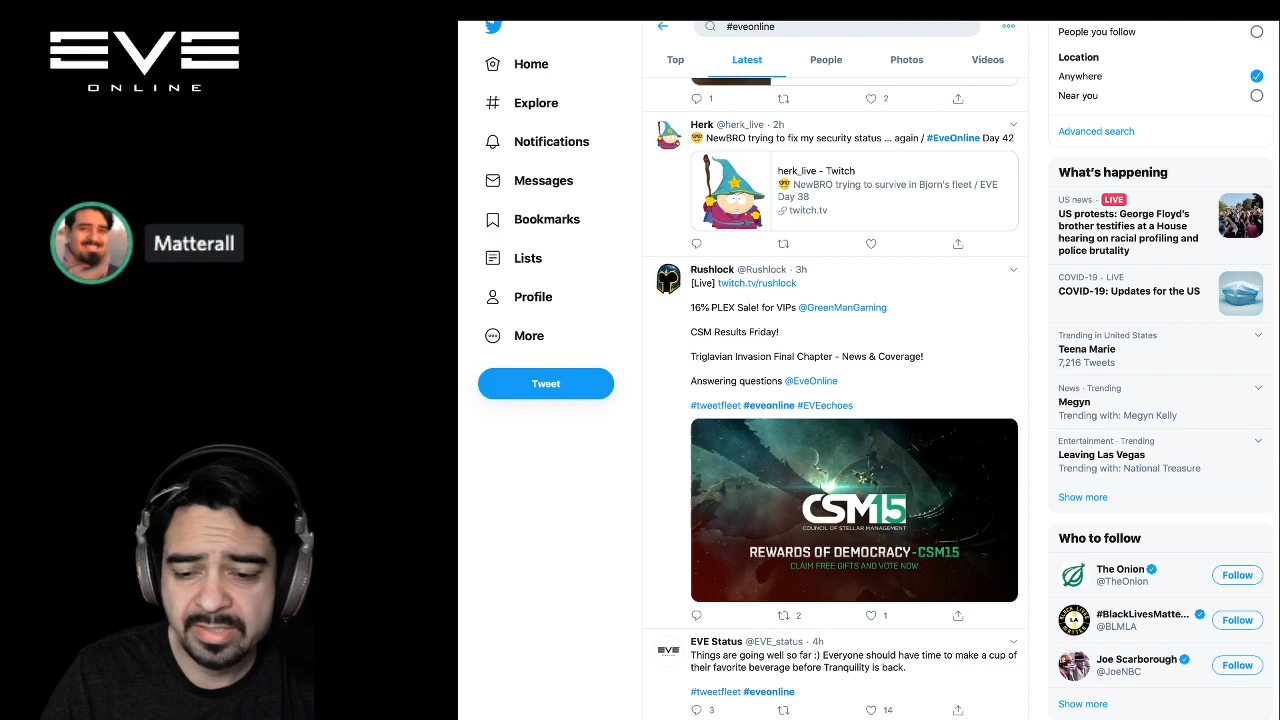 EVE
ONLINE
Matterall
Home
Explore
Notifications
Messages
Bookmarks
Lists
Profile
More
Tweet
#eveonline
Top
Latest
People
Photos
Videos
1
2
Herk @herk_live · 2h
🤓 NewBRO trying to fix my security status ... again / #EveOnline Day 42
herk_live - Twitch
🤓 NewBRO trying to survive in Bjorn's fleet / EVE
Day 38
twitch.tv
Rushlock @Rushlock · 3h
[Live] twitch.tv/rushlock
16% PLEX Sale! for VIPs @GreenManGaming
CSM Results Friday!
Triglavian Invasion Final Chapter - News & Coverage!
Answering questions @EveOnline
#tweetfleet #eveonline #EVEechoes
CSM15
COUNCIL OF STELLAR MANAGEMENT
REWARDS OF DEMOCRACY-CSM15
CLAIM FREE GIFTS AND VOTE NOW
2
1
EVE
EVE Status @EVE_status · 4h
Things are going well so far :) Everyone should have time to make a cup of
their favorite beverage before Tranquility is back.
#tweetfleet #eveonline
3
14
People you follow
Location
Anywhere
Near you
Advanced search
What's happening
US news · LIVE
US protests: George Floyd's
brother testifies at a House
hearing on racial profiling and
police brutality
COVID-19 · LIVE
COVID-19: Updates for the US
Trending in United States
Teena Marie
7,216 Tweets
News · Trending
Megyn
Trending with: Megyn Kelly
Entertainment · Trending
Leaving Las Vegas
Trending with: National Treasure
Show more
Who to follow
The Onion
@TheOnion
Follow
#BlackLivesMatte...
@BLMLA
Follow
Joe Scarborough
@JoeNBC
Follow
Show more